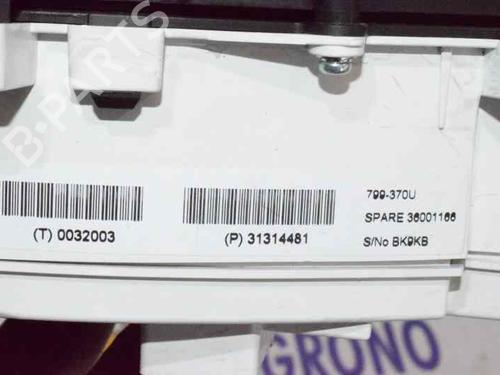 B-PARTS
799-370U
SPARE 36001166
S/No BK9KB
(T) 0032003
(P) 31314481
GRONO